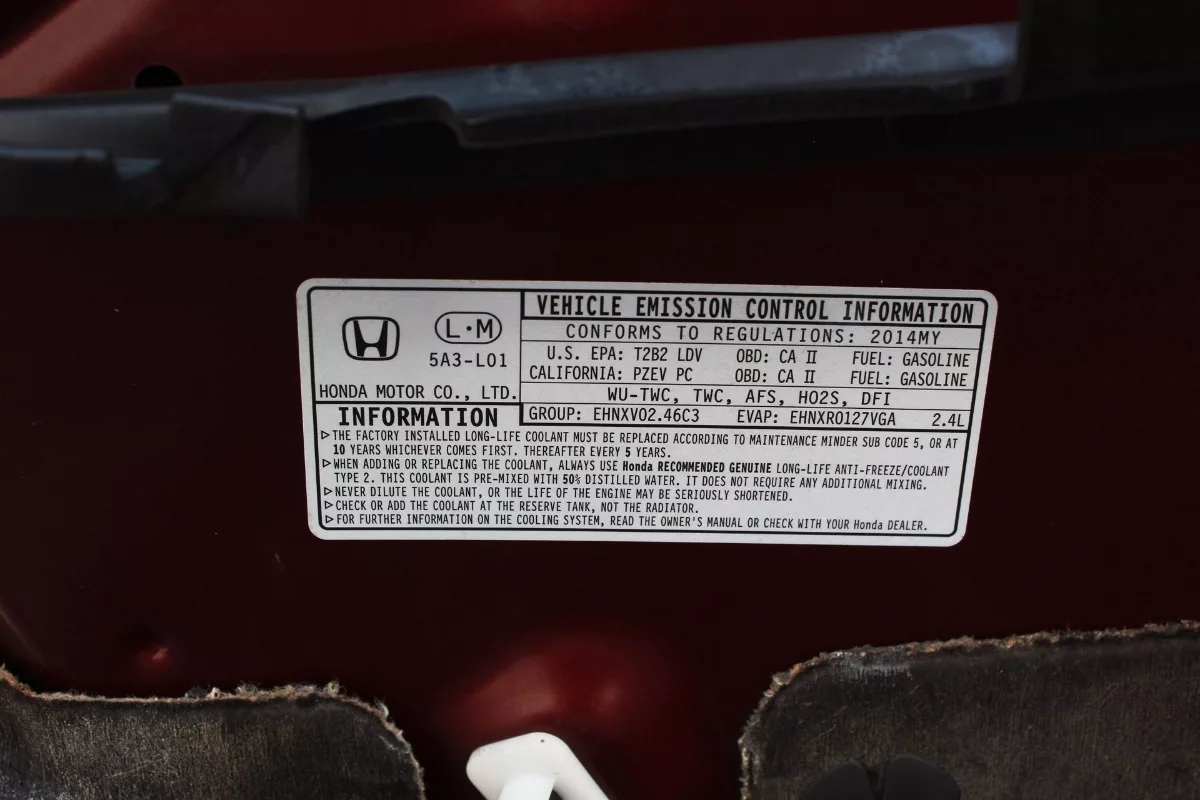 VEHICLE EMISSION CONTROL INFORMATION
CONFORMS TO REGULATIONS: 2014MY
L·M
5A3-L01
HONDA MOTOR CO., LTD.
U.S. EPA: T2B2 LDV OBD: CA II FUEL: GASOLINE
CALIFORNIA: PZEV PC OBD: CA II FUEL: GASOLINE
WU-TWC, TWC, AFS, HO2S, DFI
GROUP: EHNXV02.46C3 EVAP: EHNXR0127VGA 2.4L
INFORMATION
▷THE FACTORY INSTALLED LONG-LIFE COOLANT MUST BE REPLACED ACCORDING TO MAINTENANCE MINDER SUB CODE 5, OR AT
10 YEARS WHICHEVER COMES FIRST. THEREAFTER EVERY 5 YEARS.
▷WHEN ADDING OR REPLACING THE COOLANT, ALWAYS USE Honda RECOMMENDED GENUINE LONG-LIFE ANTI-FREEZE/COOLANT
TYPE 2. THIS COOLANT IS PRE-MIXED WITH 50% DISTILLED WATER. IT DOES NOT REQUIRE ANY ADDITIONAL MIXING.
▷NEVER DILUTE THE COOLANT, OR THE LIFE OF THE ENGINE MAY BE SERIOUSLY SHORTENED.
▷CHECK OR ADD THE COOLANT AT THE RESERVE TANK, NOT THE RADIATOR.
▷FOR FURTHER INFORMATION ON THE COOLING SYSTEM, READ THE OWNER'S MANUAL OR CHECK WITH YOUR Honda DEALER.